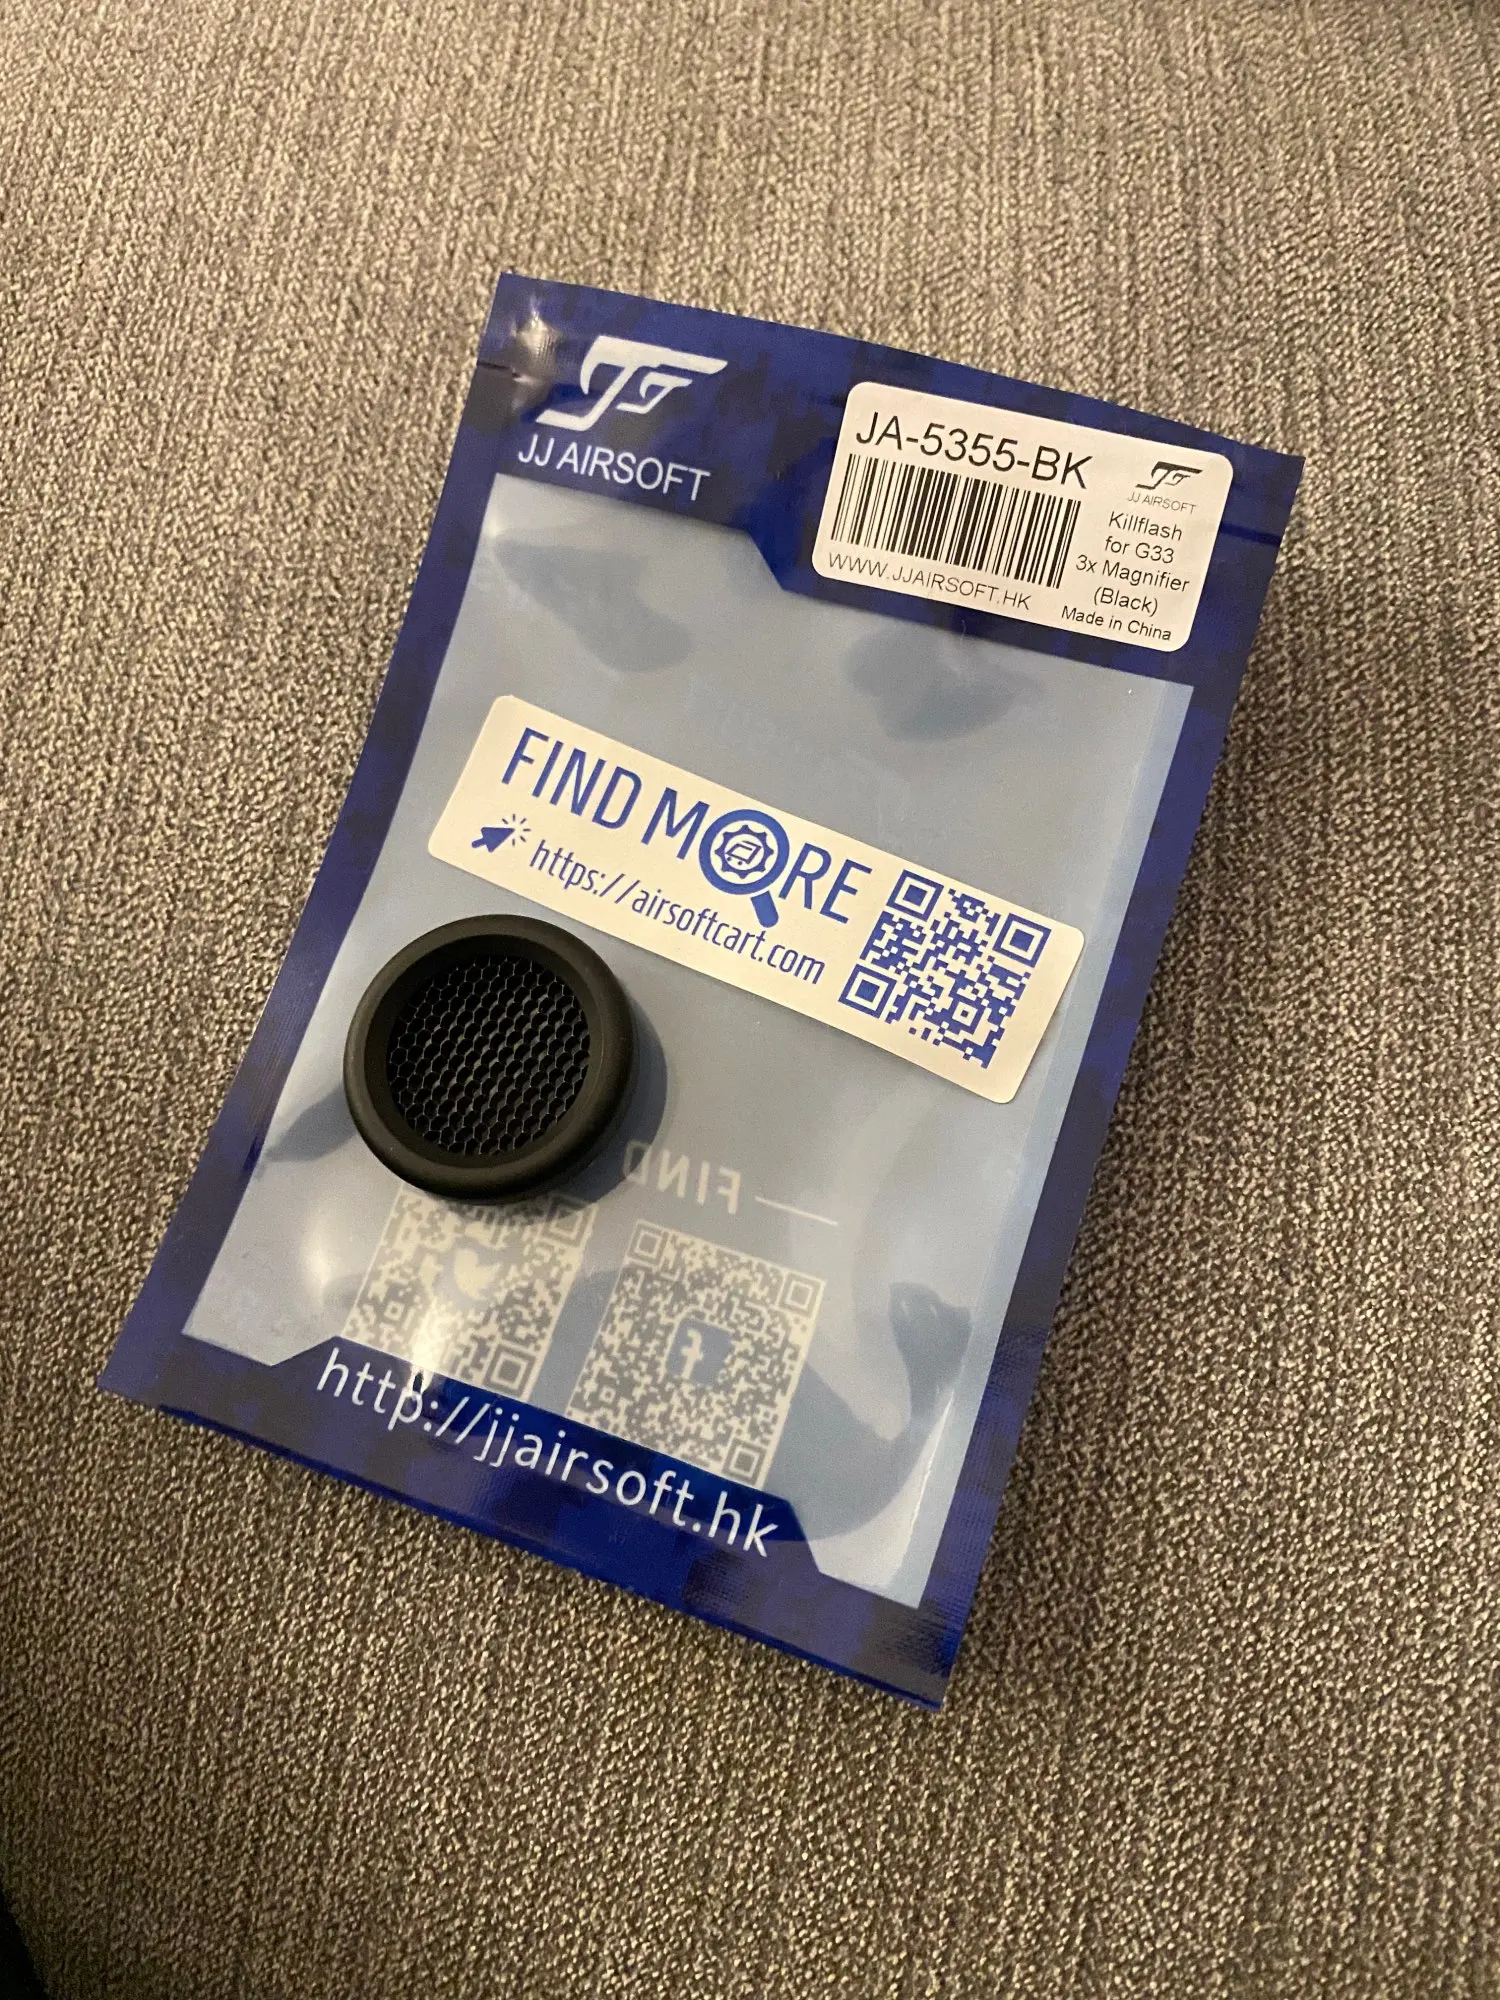 JJ AIRSOFT
JA-5355-BK
JJ AIRSOFT
Killflash
for G33
3x Magnifier
(Black)
Made in China
WWW.JJAIRSOFT.HK
FIND MORE
https://airsoftcart.com
FIND
http://jjairsoft.hk